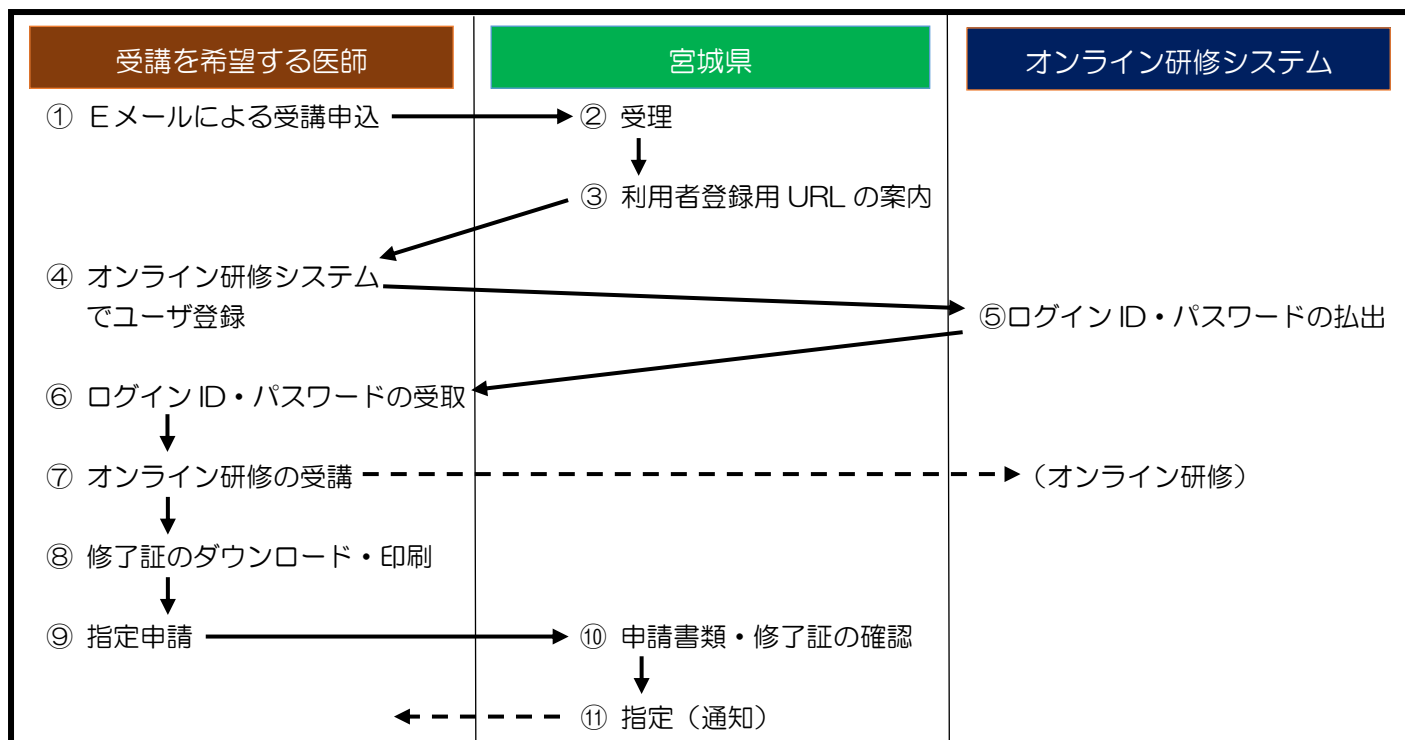 受講を希望する医師
宮城県
オンライン研修システム
① Eメールによる受講申込
② 受理
③ 利用者登録用 URL の案内
④ オンライン研修システム
でユーザ登録
⑤ログイン ID・パスワードの払出
⑥ ログイン ID・パスワードの受取
⑦ オンライン研修の受講
（オンライン研修）
⑧ 修了証のダウンロード・印刷
⑨ 指定申請
⑩ 申請書類・修了証の確認
⑪ 指定（通知）